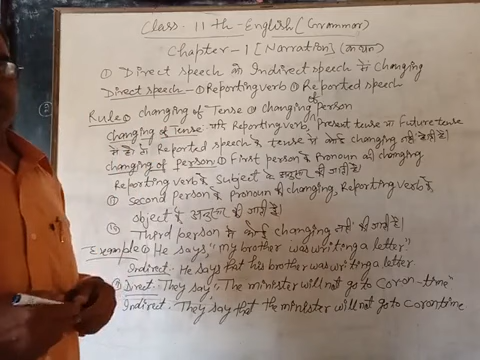 Class- 11th-English (Grammar)
Chapter-1 [Narration] (कथन)
① Direct speech को Indirect speech में changing
Direct speech - ① Reporting verb ② Reported speech
Rule ① changing of Tense ② changing of person
changing of Tense यदि Reporting verb, present tense या Future tense
में हो तो Reported speech के tense में कोई changing नहीं होती है।
changing of person ① First person के Pronoun की changing
Reporting verb के subject के अनुसार की जाती है।
② second person के pronoun की changing, Reporting verb के
object के अनुसार की जाती है।
Third person में कोई changing नहीं की जाती है।
Example ① He says, "my brother was writing a letter"
Indirect- He says that his brother was writing a letter.
② Direct- They say, "The minister will not go to
Indirect- They say that the minister will not go to